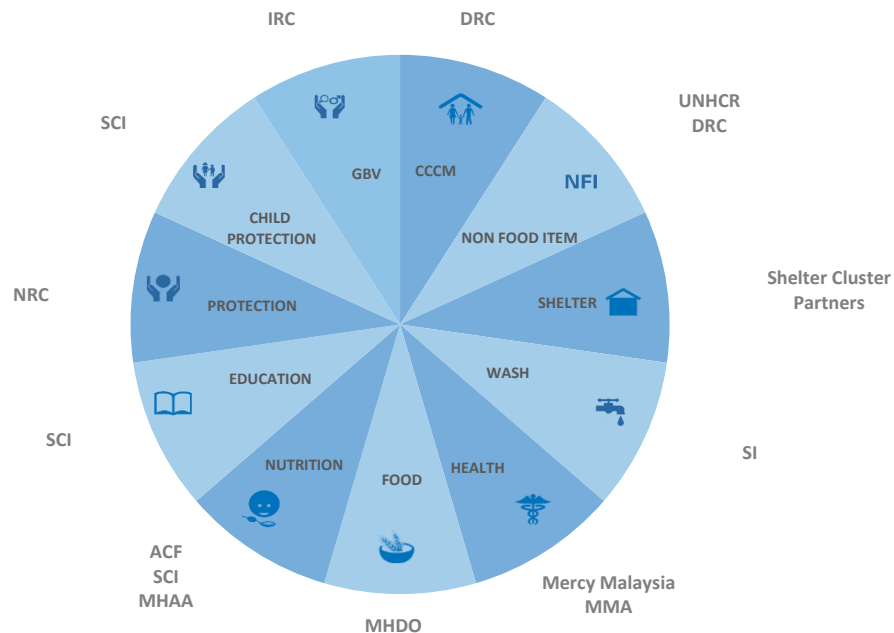 IRC
DRC
SCI
UNHCR
DRC
GBV
CCCM
NFI
CHILD
PROTECTION
NON FOOD ITEM
NRC
PROTECTION
SHELTER
Shelter Cluster
Partners
EDUCATION
WASH
SCI
SI
NUTRITION
FOOD
HEALTH
ACF
SCI
MHAA
MHDO
Mercy Malaysia
MMA